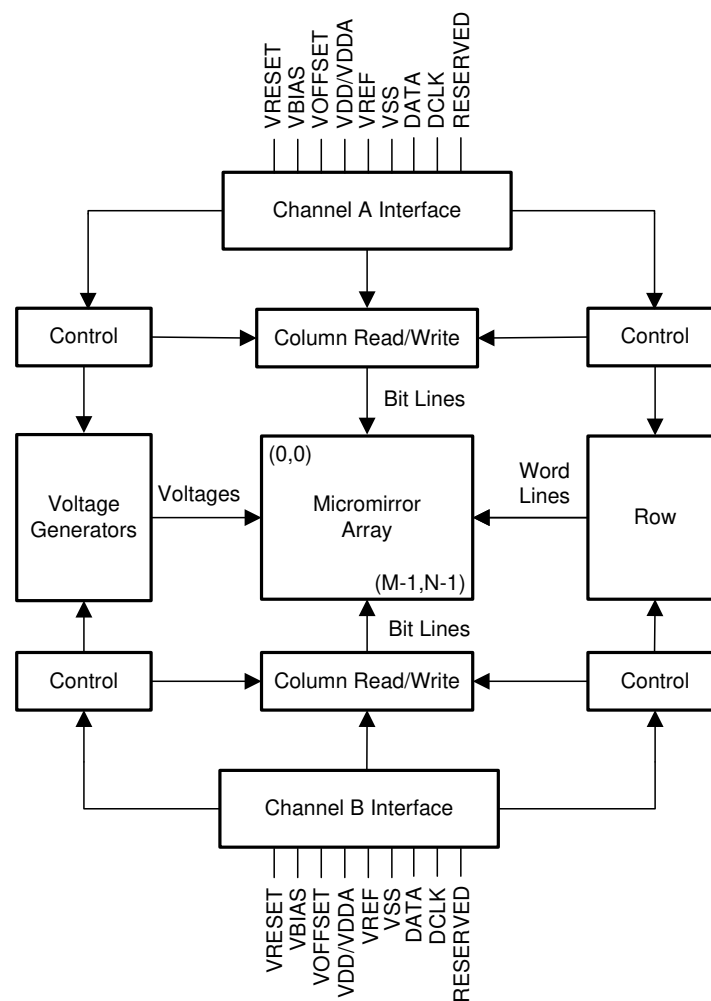 VRESET
VBIAS
VOFFSET
VDD/VDDA
VREF
VSS
DATA
DCLK
RESERVED
Channel A Interface
Control
Column Read/Write
Control
Bit Lines
(0,0)
Voltage
Generators
Voltages
Micromirror
Array
Word
Lines
Row
(M-1,N-1)
Bit Lines
Control
Column Read/Write
Control
Channel B Interface
VRESET
VBIAS
VOFFSET
VDD/VDDA
VREF
VSS
DATA
DCLK
RESERVED